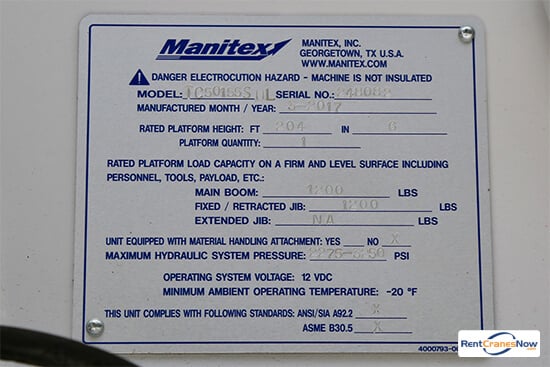 Manitex
MANITEX, INC.
GEORGETOWN, TX U.S.A.
WWW.MANITEX.COM
DANGER ELECTROCUTION HAZARD - MACHINE IS NOT INSULATED
MODEL: TC50155S HL SERIAL NO.: 248082
MANUFACTURED MONTH / YEAR: 5-2017
RATED PLATFORM HEIGHT: FT 204 IN 6
PLATFORM QUANTITY: 1
RATED PLATFORM LOAD CAPACITY ON A FIRM AND LEVEL SURFACE INCLUDING
PERSONNEL, TOOLS, PAYLOAD, ETC.:
MAIN BOOM: 1200 LBS
FIXED / RETRACTED JIB: 1200 LBS
EXTENDED JIB: NA LBS
UNIT EQUIPPED WITH MATERIAL HANDLING ATTACHMENT: YES NO X
MAXIMUM HYDRAULIC SYSTEM PRESSURE: PSI
OPERATING SYSTEM VOLTAGE: 12 VDC
MINIMUM AMBIENT OPERATING TEMPERATURE: -20 °F
THIS UNIT COMPLIES WITH FOLLOWING STANDARDS: ANSI/SIA A92.2 X
ASME B30.5 X
RentCranesNow.com